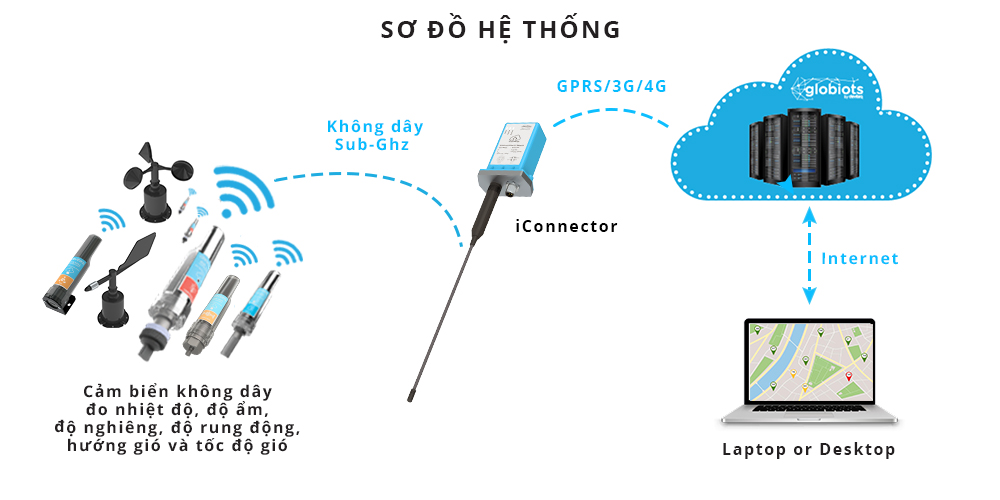 SƠ ĐỒ HỆ THỐNG
GPRS/3G/4G
globiots
Không dây
Sub-Ghz
iConnector
Internet
Cảm biển không dây
đo nhiệt độ, độ ẩm,
độ nghiêng, độ rung động,
hướng gió và tốc độ gió
Laptop or Desktop